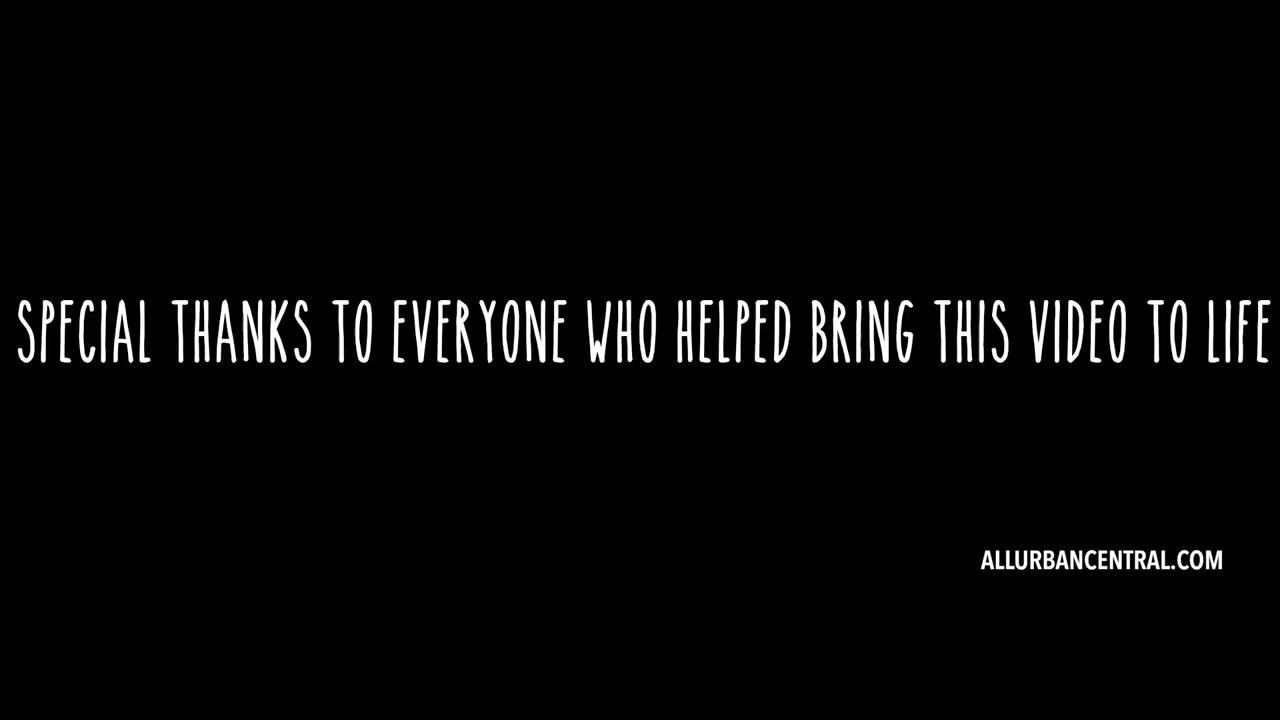 SPECIAL THANKS TO EVERYONE WHO HELPED BRING THIS VIDEO TO LIFE
ALLURBANCENTRAL.COM